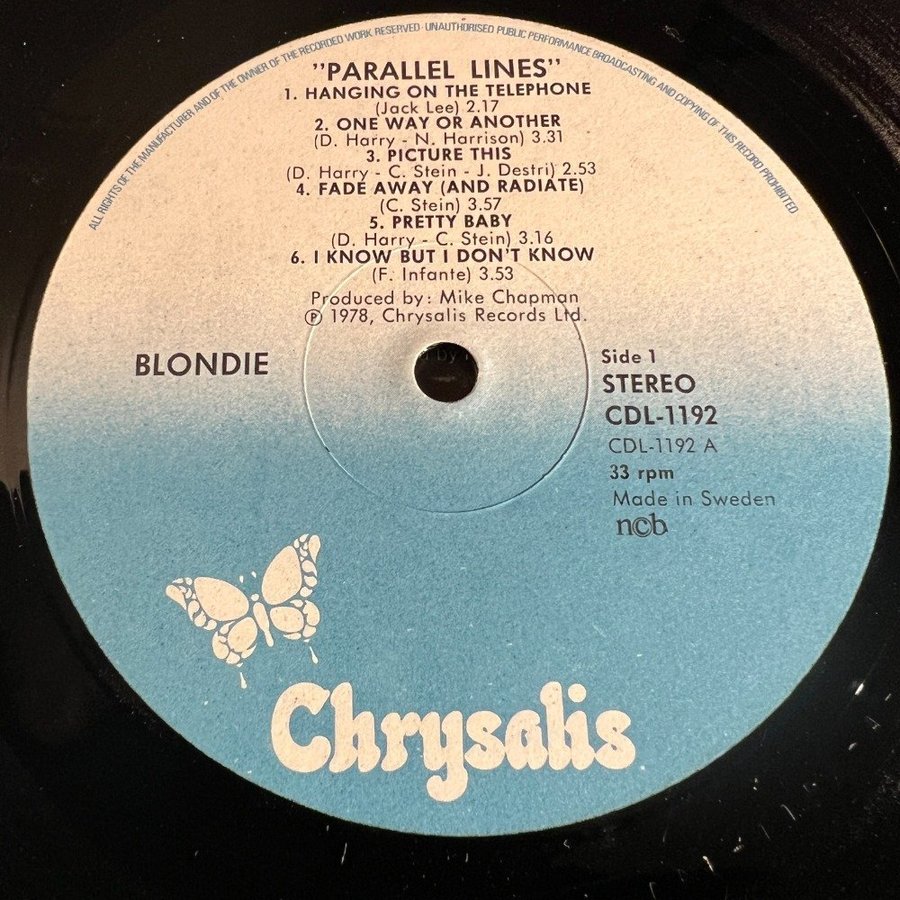 ALL RIGHTS OF THE MANUFACTURER AND OF THE OWNER OF THE RECORDED WORK RESERVED · UNAUTHORISED PUBLIC PERFORMANCE BROADCASTING AND COPYING OF THIS RECORD PROHIBITED
"PARALLEL LINES"
1. HANGING ON THE TELEPHONE
(Jack Lee) 2.17
2. ONE WAY OR ANOTHER
(D. Harry - N. Harrison) 3.31
3. PICTURE THIS
(D. Harry - C. Stein - J. Destri) 2.53
4. FADE AWAY (AND RADIATE)
(C. Stein) 3.57
5. PRETTY BABY
(D. Harry - C. Stein) 3.16
6. I KNOW BUT I DON'T KNOW
(F. Infante) 3.53
Produced by: Mike Chapman
℗ 1978, Chrysalis Records Ltd.
BLONDIE
Side 1
STEREO
CDL-1192
CDL-1192 A
33 rpm
Made in Sweden
n©b
Chrysalis